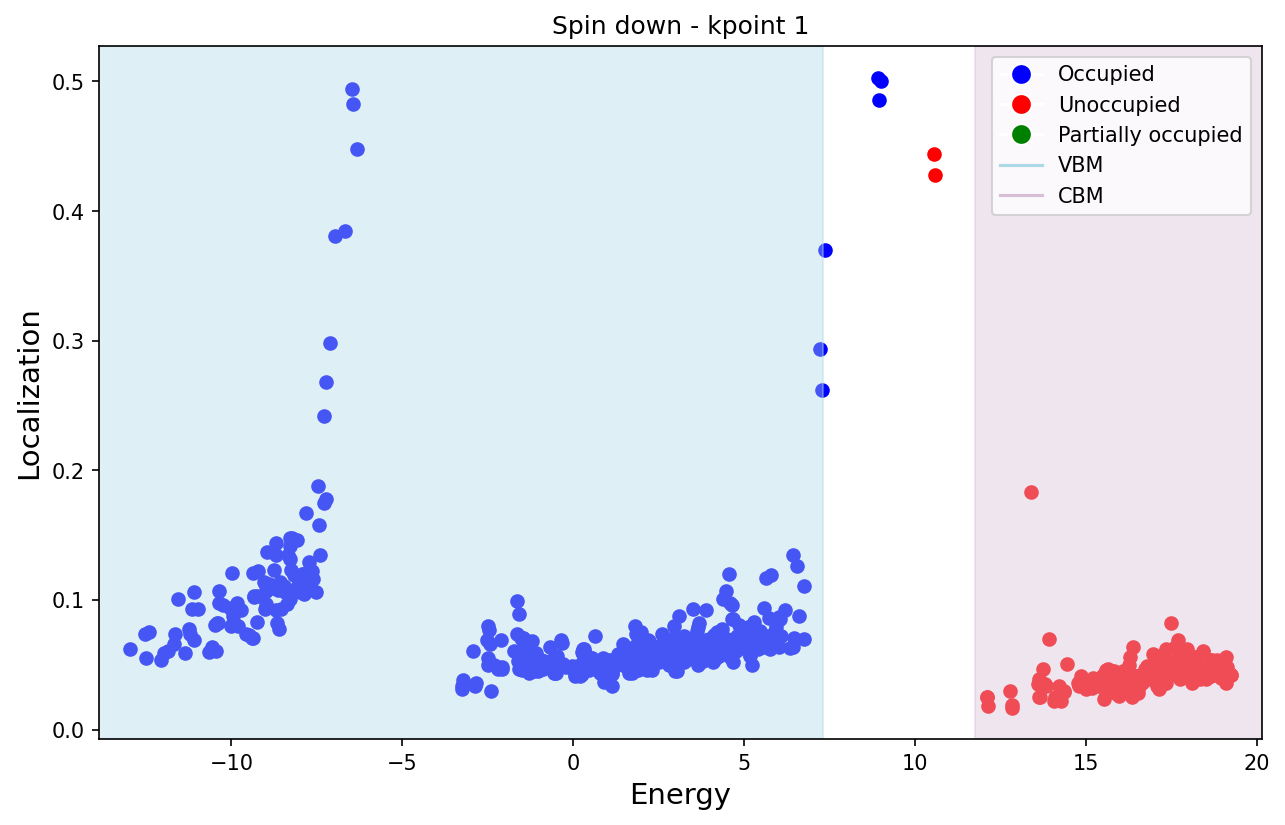 Spin down - kpoint 1
Localization
0.5
0.4
0.3
0.2
0.1
0.0
Occupied
Unoccupied
Partially occupied
VBM
CBM
−10
−5
0
5
10
15
20
Energy